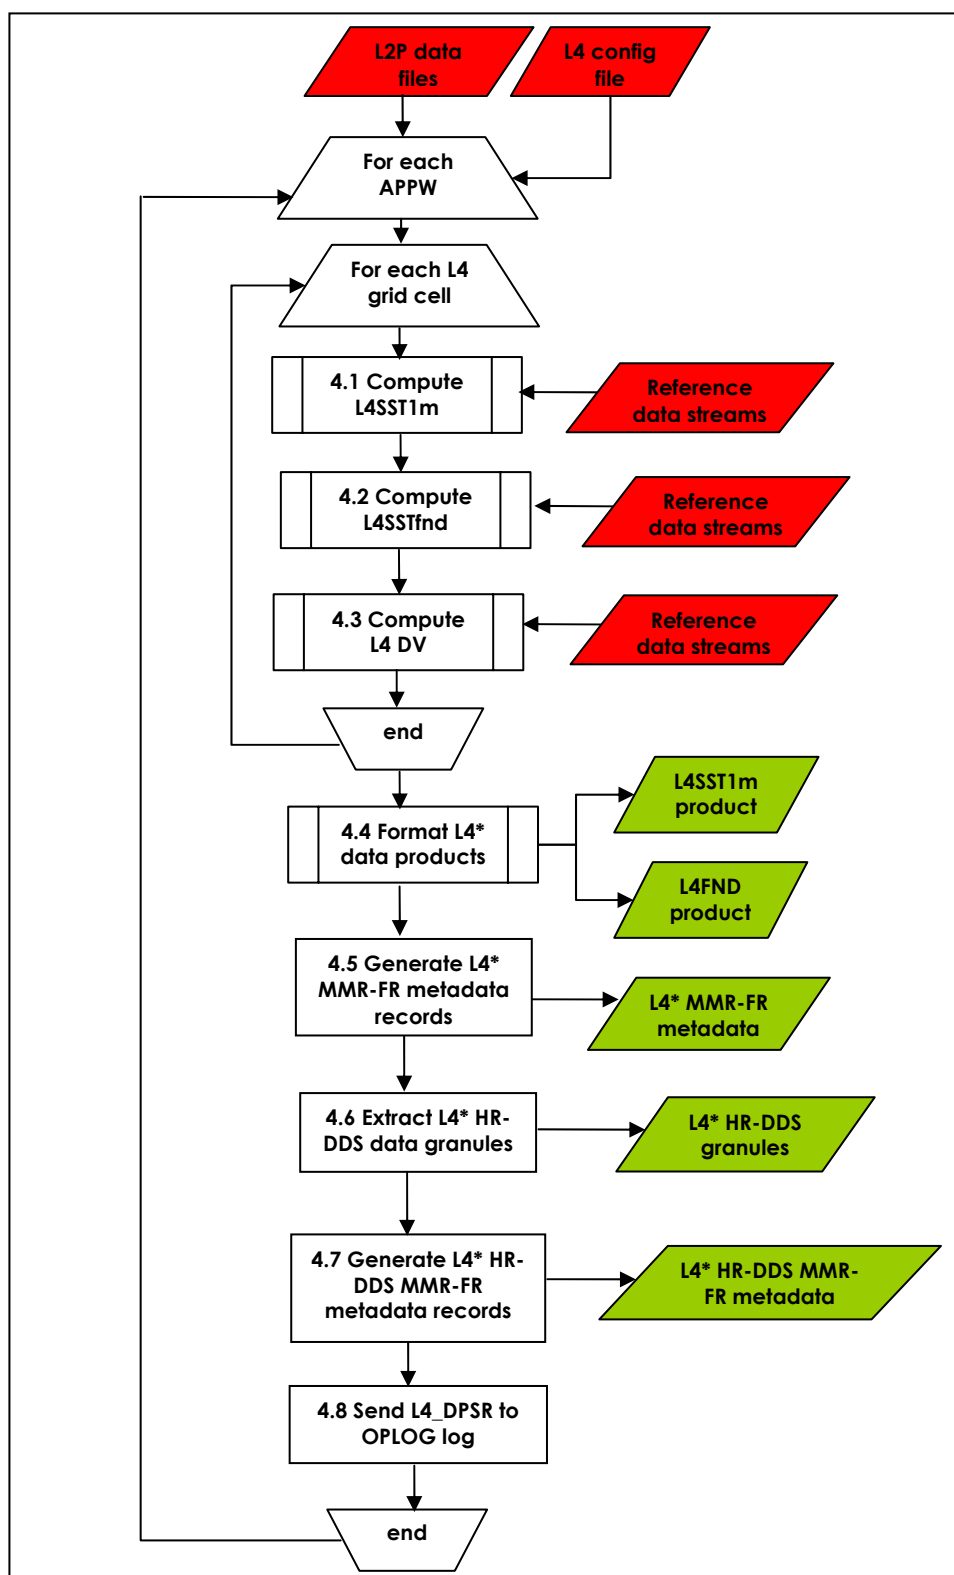 L2P data
files
L4 config
file
For each
APPW
For each L4
grid cell
4.1 Compute
L4SST1m
Reference
data streams
4.2 Compute
L4SSTfnd
Reference
data streams
4.3 Compute
L4 DV
Reference
data streams
end
L4SST1m
product
4.4 Format L4*
data products
L4FND
product
4.5 Generate L4*
MMR-FR metadata
records
L4* MMR-FR
metadata
4.6 Extract L4* HR-
DDS data granules
L4* HR-DDS
granules
4.7 Generate L4* HR-
DDS MMR-FR
metadata records
L4* HR-DDS MMR-
FR metadata
4.8 Send L4_DPSR to
OPLOG log
end